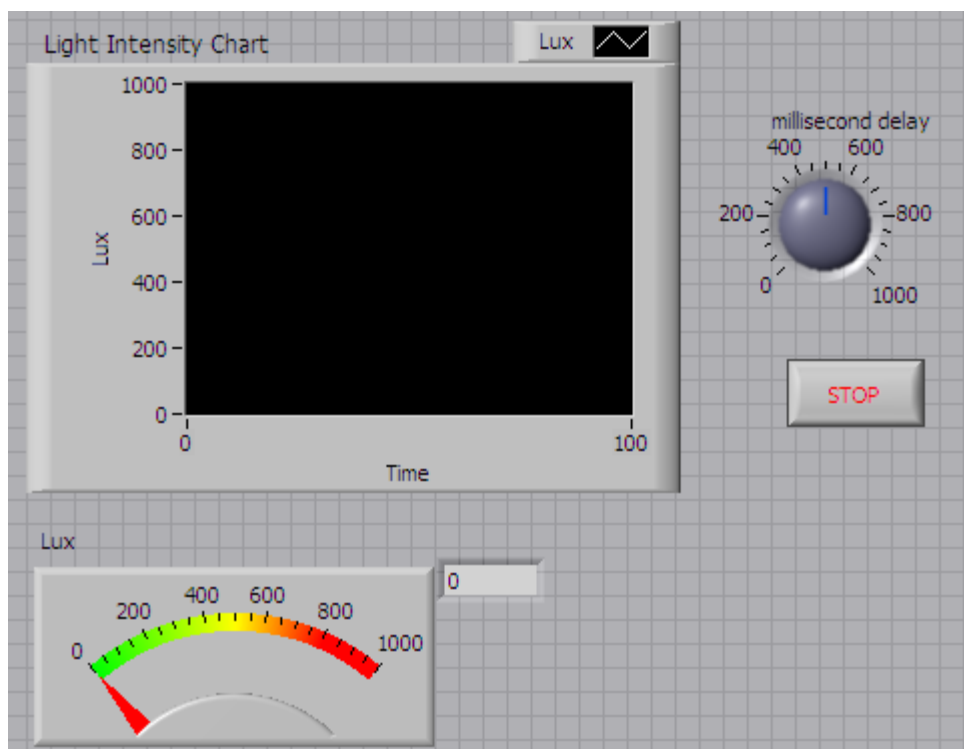 Light Intensity Chart
Lux
1000
800
600
400
200
0
Lux
0
100
Time
millisecond delay
400 600
200 800
0 1000
STOP
Lux
0
200 400 600 800
0 1000